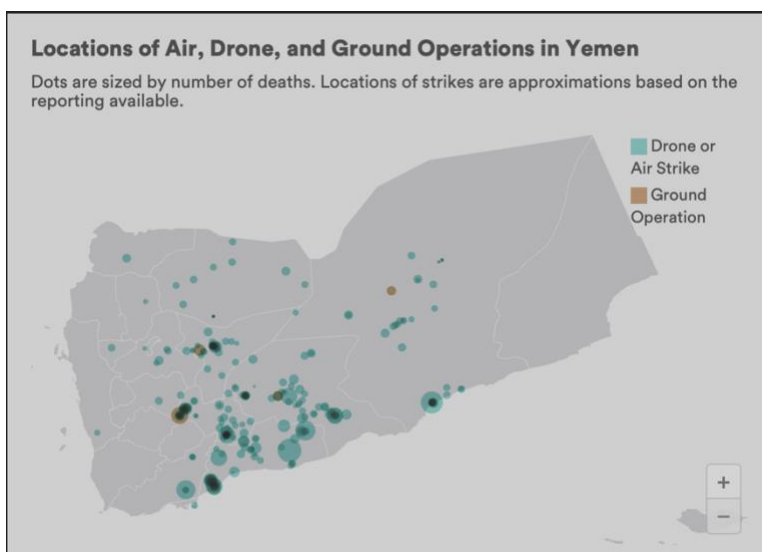 Locations of Air, Drone, and Ground Operations in Yemen
Dots are sized by number of deaths. Locations of strikes are approximations based on the
reporting available.
Drone or
Air Strike
Ground
Operation
+
−